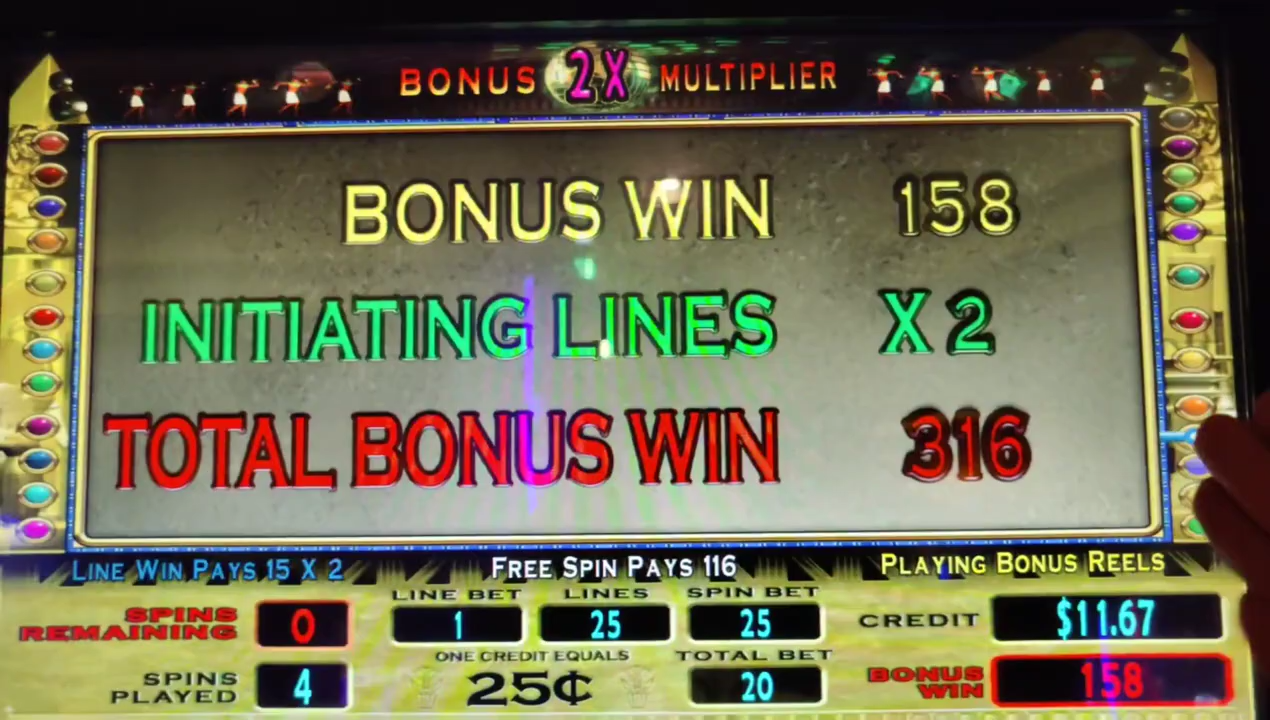 BONUS 2X MULTIPLIER
BONUS WIN 158
INITIATING LINES X 2
TOTAL BONUS WIN 316
LINE WIN PAYS 15 X 2 FREE SPIN PAYS 116 PLAYING BONUS REELS
SPINS REMAINING 0
LINE BET 1
LINES 25
SPIN BET 25
CREDIT $11.67
SPINS PLAYED 4
ONE CREDIT EQUALS 25¢
TOTAL BET 20
BONUS WIN 158